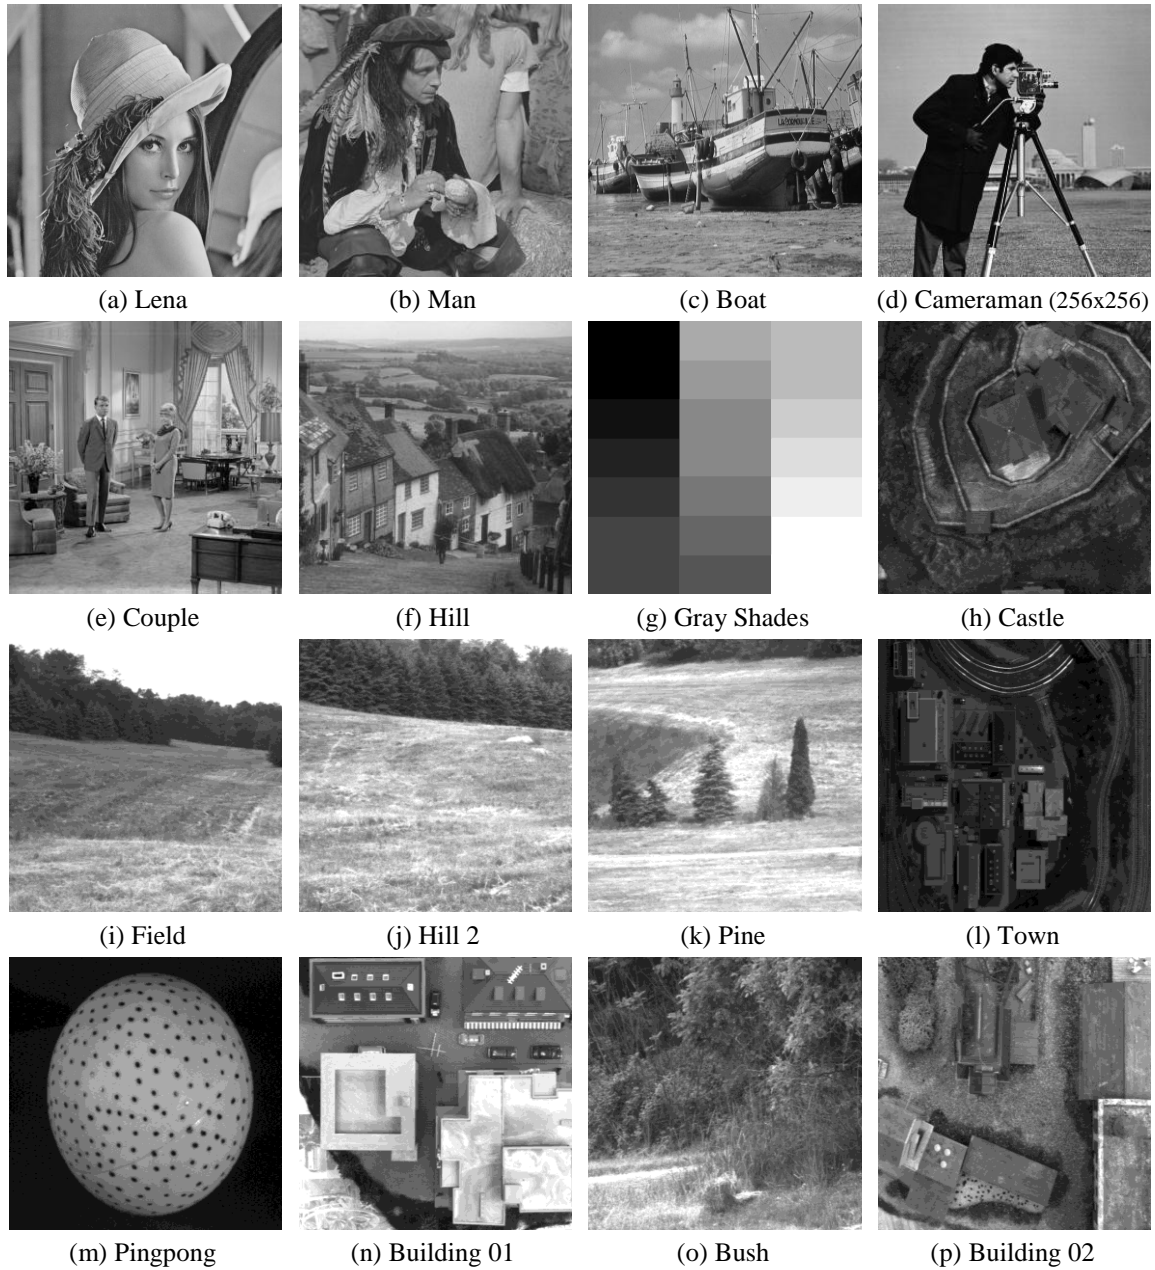 (a) Lena
(b) Man
(c) Boat
(d) Cameraman (256x256)
(e) Couple
(f) Hill
(g) Gray Shades
(h) Castle
(i) Field
(j) Hill 2
(k) Pine
(l) Town
(m) Pingpong
(n) Building 01
(o) Bush
(p) Building 02